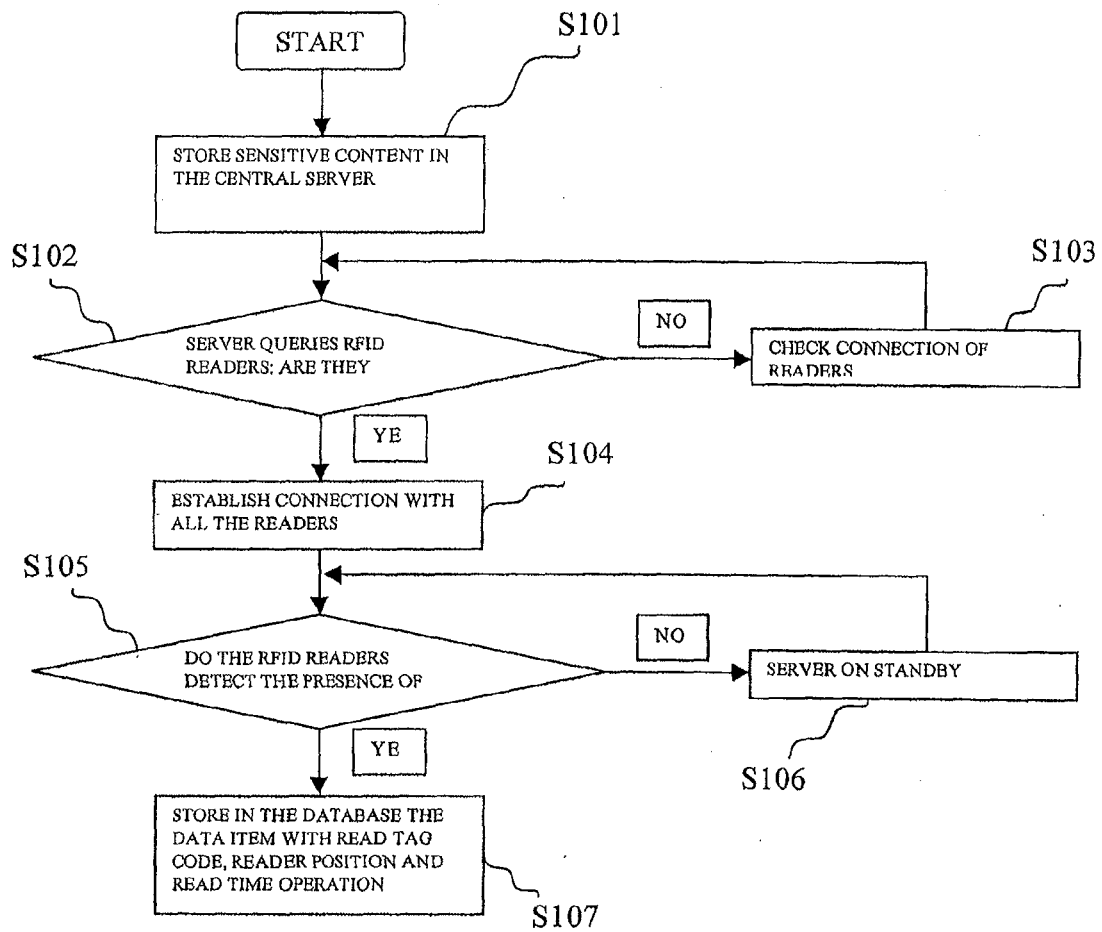 START
S101
STORE SENSITIVE CONTENT IN
THE CENTRAL SERVER
S102
SERVER QUERIES RFID
READERS: ARE THEY
NO
S103
CHECK CONNECTION OF
READERS
YE
S104
ESTABLISH CONNECTION WITH
ALL THE READERS
S105
DO THE RFID READERS
DETECT THE PRESENCE OF
NO
SERVER ON STANDBY
S106
YE
STORE IN THE DATABASE THE
DATA ITEM WITH READ TAG
CODE, READER POSITION AND
READ TIME OPERATION
S107